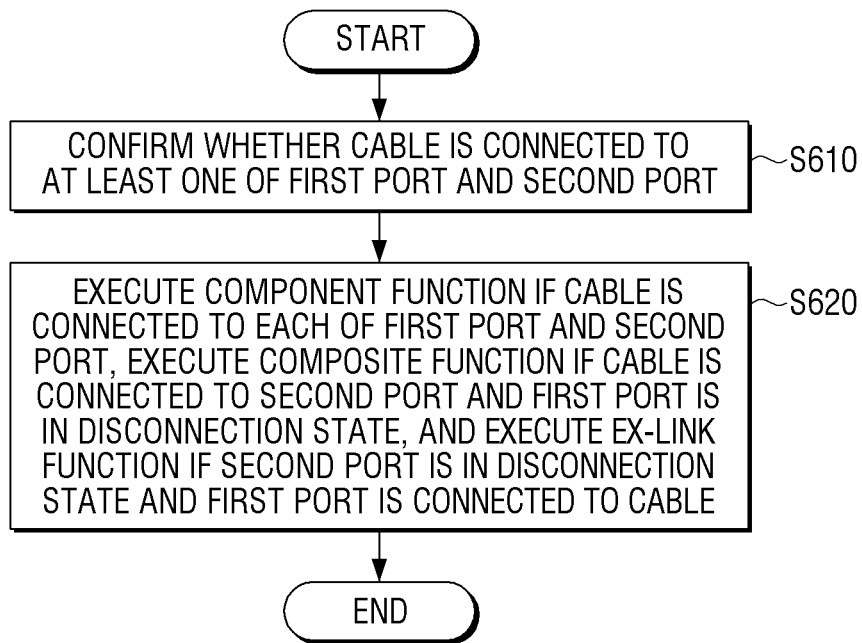 START
CONFIRM WHETHER CABLE IS CONNECTED TO
AT LEAST ONE OF FIRST PORT AND SECOND PORT
S610
EXECUTE COMPONENT FUNCTION IF CABLE IS
CONNECTED TO EACH OF FIRST PORT AND SECOND
PORT, EXECUTE COMPOSITE FUNCTION IF CABLE IS
CONNECTED TO SECOND PORT AND FIRST PORT IS
IN DISCONNECTION STATE, AND EXECUTE EX-LINK
FUNCTION IF SECOND PORT IS IN DISCONNECTION
STATE AND FIRST PORT IS CONNECTED TO CABLE
S620
END